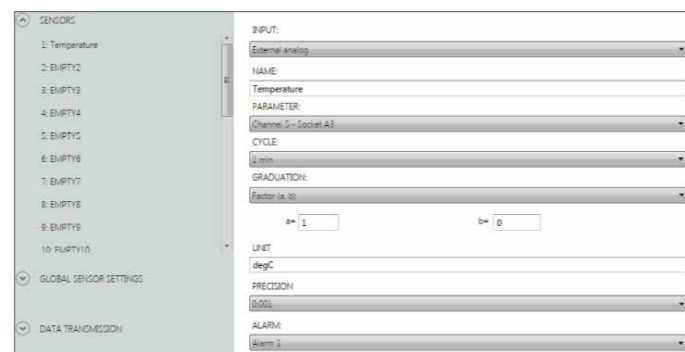 SENSORS
1: Temperature
2: EMPTY2
3: EMPTY3
4: EMPTY4
5: EMPTY5
6: EMPTY6
7: EMPTY7
8: EMPTY8
9: EMPTY9
10: EMPTY10
GLOBAL SENSOR SETTINGS
DATA TRANSMISSION
INPUT:
External analog
NAME:
Temperature
PARAMETER:
Channel 5 - Socket A3
CYCLE:
1 min
GRADUATION:
Factor (a, b)
a= 1 b= 0
UNIT
degC
PRECISION
0.001
ALARM:
Alarm 1